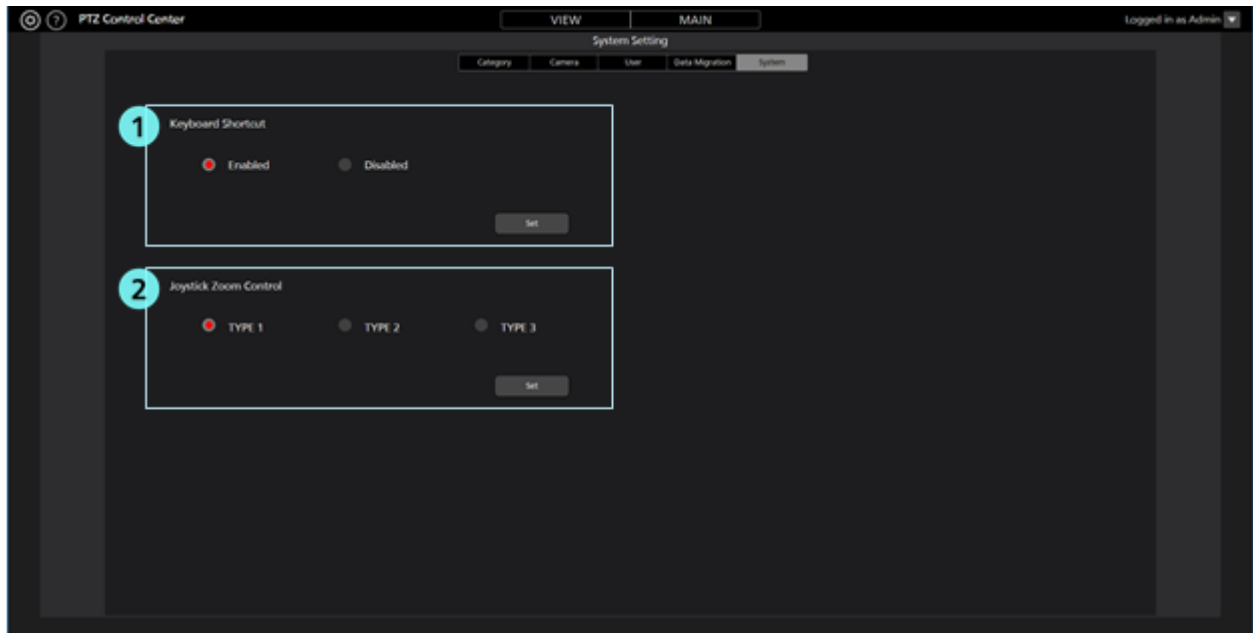 ? PTZ Control Center VIEW MAIN Logged in as Admin
System Setting
Category Camera User Data Migration System
1 Keyboard Shortcut
Enabled Disabled
Set
2 Joystick Zoom Control
TYPE 1 TYPE 2 TYPE 3
Set